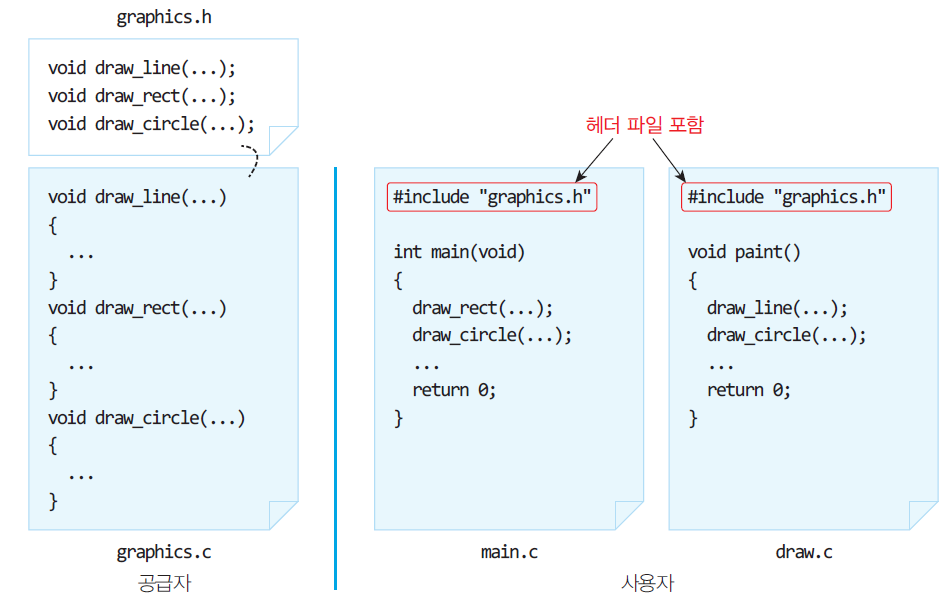 graphics.h
void draw_line(...);
void draw_rect(...);
void draw_circle(...);
void draw_line(...)
{
...
}
void draw_rect(...)
{
...
}
void draw_circle(...)
{
...
}
graphics.c
공급자
헤더 파일 포함
#include "graphics.h"
int main(void)
{
draw_rect(...);
draw_circle(...);
...
return 0;
}
main.c
#include "graphics.h"
void paint()
{
draw_line(...);
draw_circle(...);
...
return 0;
}
draw.c
사용자